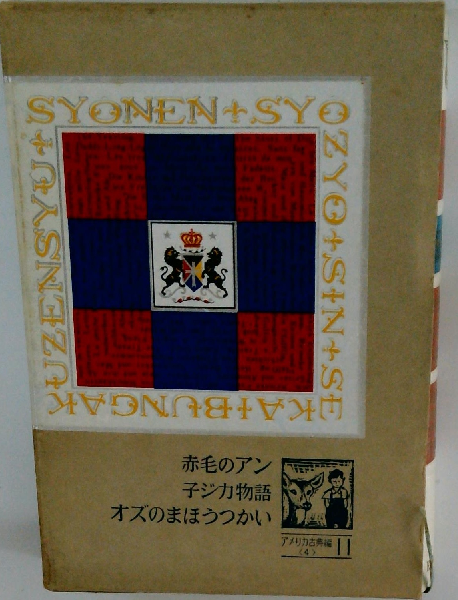 SYONEN+SYO
ZYO+SIN+SE
KAI+BUNGAK
UZENSYU+
赤毛のアン
子ジカ物語
オズのまほうつかい
アメリカ古典編
(4)
11